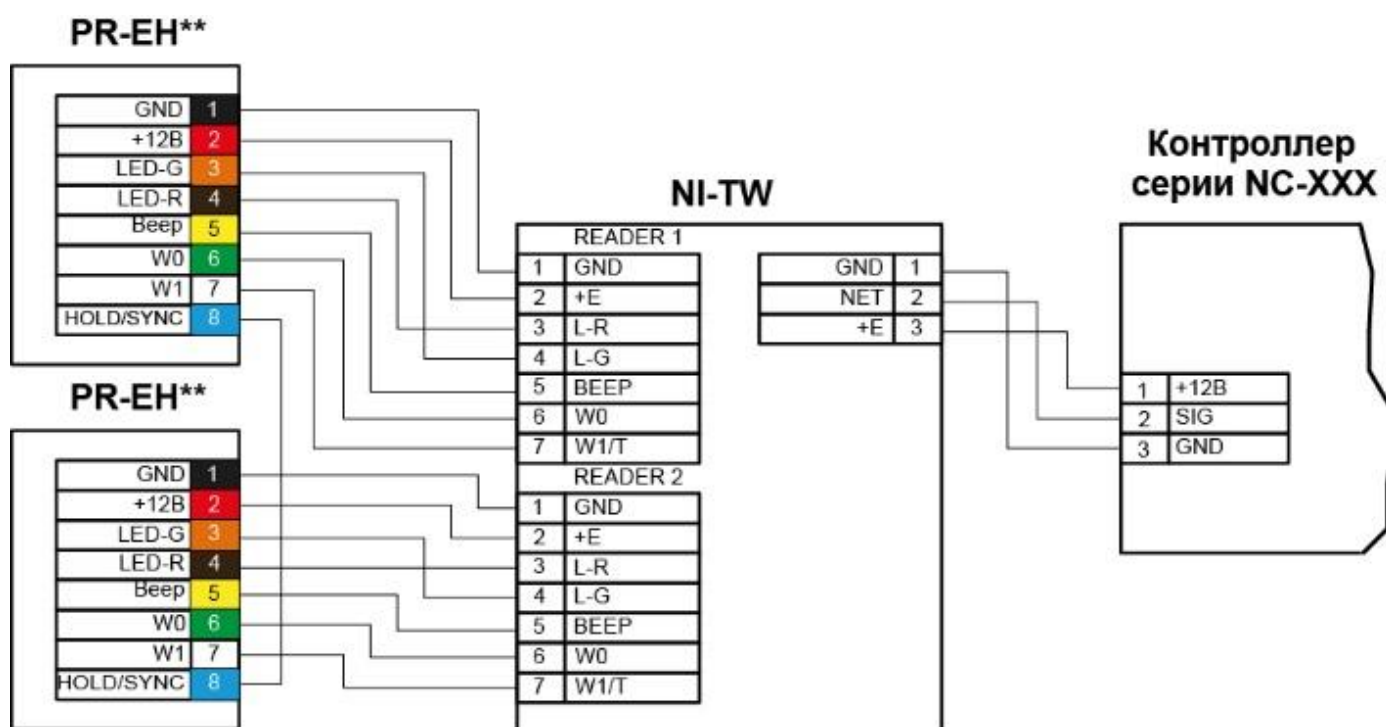 PR-EH**
GND 1
+12В 2
LED-G 3
LED-R 4
Beep 5
W0 6
W1 7
HOLD/SYNC 8
PR-EH**
GND 1
+12В 2
LED-G 3
LED-R 4
Beep 5
W0 6
W1 7
HOLD/SYNC 8
NI-TW
READER 1
1 GND
2 +E
3 L-R
4 L-G
5 BEEP
6 W0
7 W1/T
READER 2
1 GND
2 +E
3 L-R
4 L-G
5 BEEP
6 W0
7 W1/T
GND 1
NET 2
+E 3
Контроллер
серии NC-XXX
1 +12В
2 SIG
3 GND